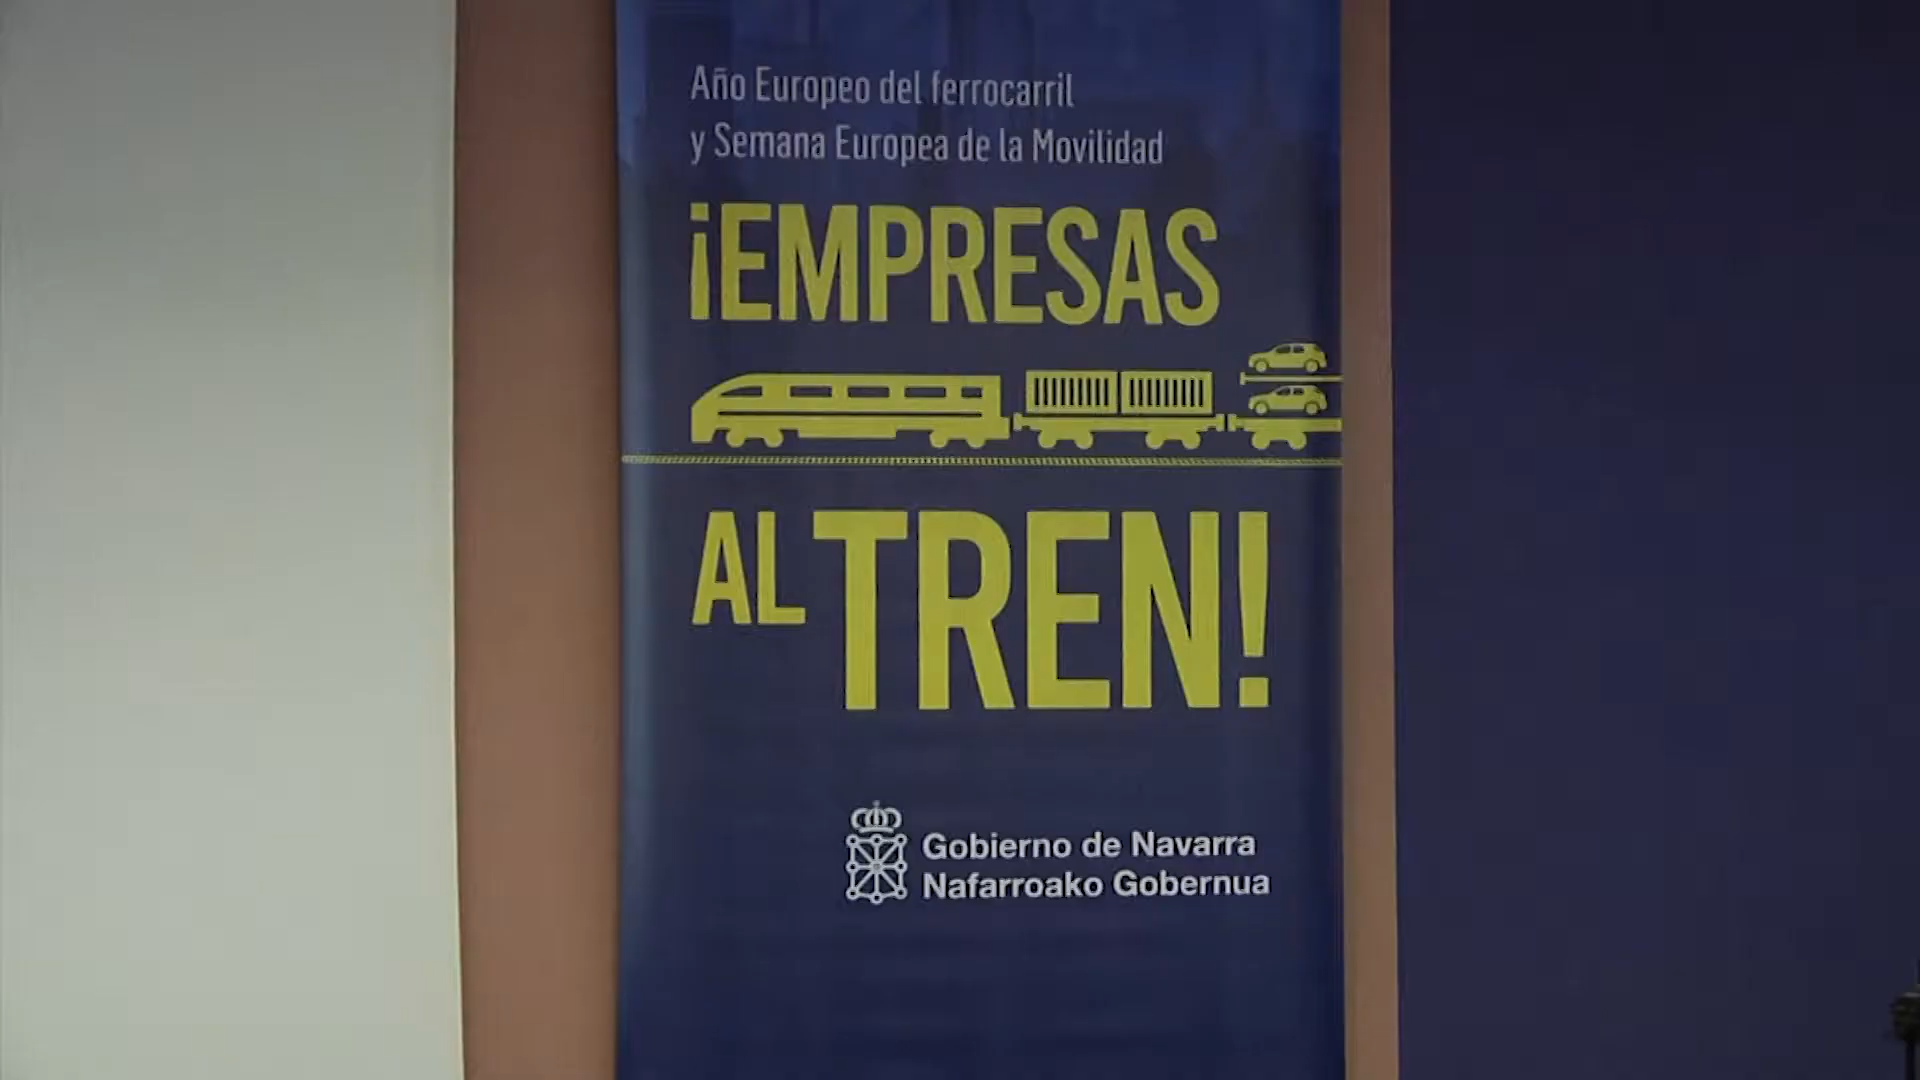 Año Europeo del ferrocarril
y Semana Europea de la Movilidad
¡EMPRESAS
AL TREN!
Gobierno de Navarra
Nafarroako Gobernua